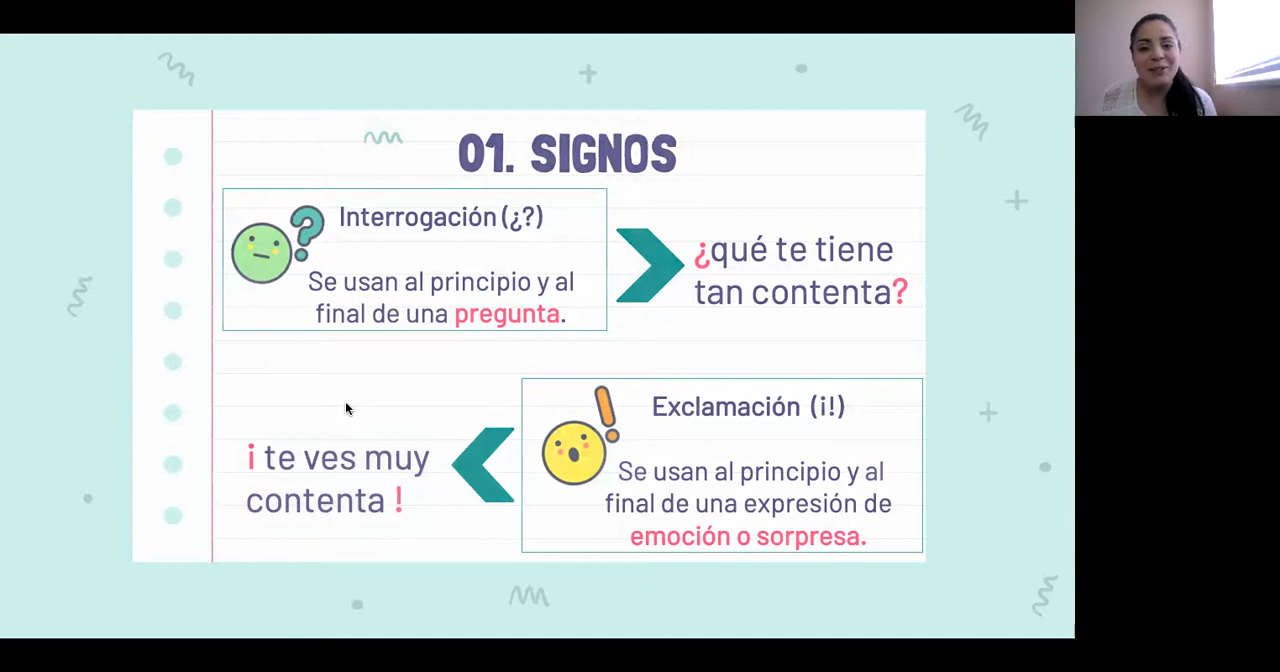 01. SIGNOS
Interrogación (¿?)
Se usan al principio y al
final de una pregunta.
¿qué te tiene
tan contenta?
Exclamación (¡!)
Se usan al principio y al
final de una expresión de
emoción o sorpresa.
¡ te ves muy
contenta !